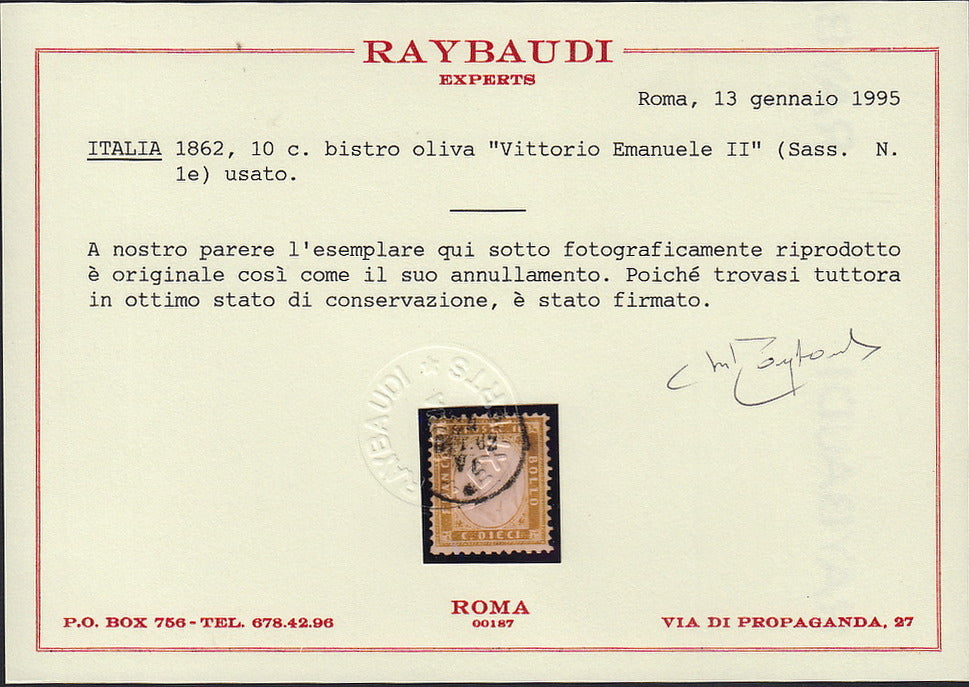 RAYBAUDI
EXPERTS
Roma, 13 gennaio 1995
ITALIA 1862, 10 c. bistro oliva "Vittorio Emanuele II" (Sass. N.
1e) usato.
A nostro parere l'esemplare qui sotto fotograficamente riprodotto
è originale così come il suo annullamento. Poiché trovasi tuttora
in ottimo stato di conservazione, è stato firmato.
RAYBAUDI
BOLLO
C. DIECI
ROMA
00187
P.O. BOX 756 - TEL. 678.42.96
VIA DI PROPAGANDA, 27